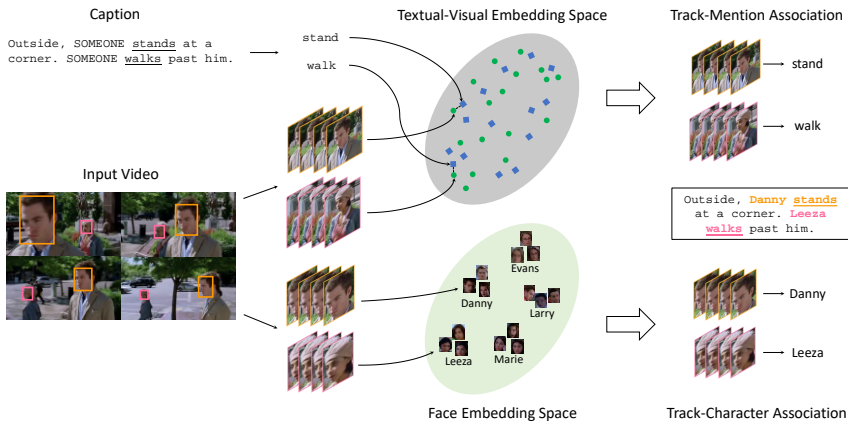 Caption
Textual-Visual Embedding Space
Track-Mention Association
Outside, SOMEONE stands at a
corner. SOMEONE walks past him.
stand
walk
stand
walk
Input Video
Outside, Danny stands
at a corner. Leeza
walks past him.
Evans
Danny
Larry
Leeza
Marie
Danny
Leeza
Face Embedding Space
Track-Character Association